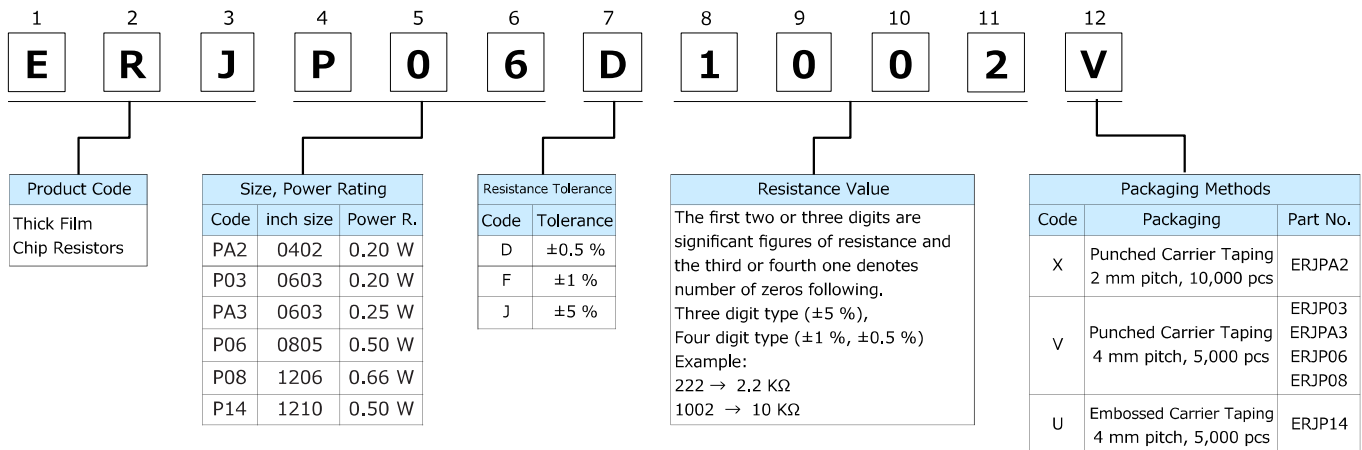 1 2 3 4 5 6 7 8 9 10 11 12
E R J P 0 6 D 1 0 0 2 V
Product Code
Thick Film
Chip Resistors
Size, Power Rating
Code inch size Power R.
PA2 0402 0.20 W
P03 0603 0.20 W
PA3 0603 0.25 W
P06 0805 0.50 W
P08 1206 0.66 W
P14 1210 0.50 W
Resistance Tolerance
Code Tolerance
D ±0.5 %
F ±1 %
J ±5 %
Resistance Value
The first two or three digits are
significant figures of resistance and
the third or fourth one denotes
number of zeros following.
Three digit type (±5 %),
Four digit type (±1 %, ±0.5 %)
Example:
222 → 2.2 KΩ
1002 → 10 KΩ
Packaging Methods
Code Packaging Part No.
X Punched Carrier Taping
2 mm pitch, 10,000 pcs ERJPA2
V Punched Carrier Taping
4 mm pitch, 5,000 pcs
ERJP03
ERJPA3
ERJP06
ERJP08
U Embossed Carrier Taping
4 mm pitch, 5,000 pcs ERJP14